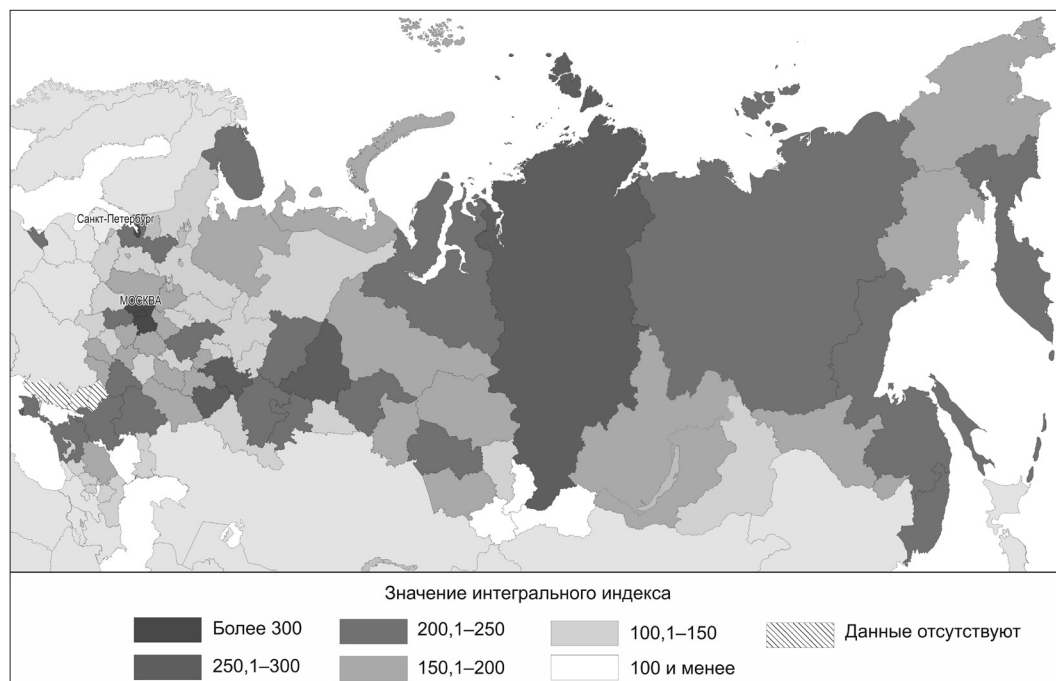 Санкт-Петербург
МОСКВА
Значение интегрального индекса
Более 300
200,1–250
100,1–150
Данные отсутствуют
250,1–300
150,1–200
100 и менее